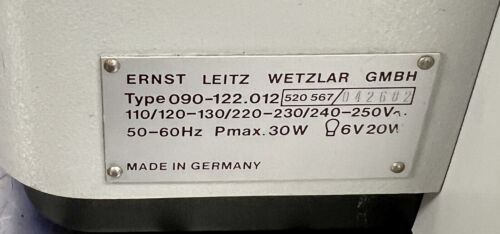 ERNST LEITZ WETZLAR GMBH
Type 090-122.012 520 567/042602
110/120-130/220-230/240-250V~.
50-60Hz Pmax.30W 6V20W
MADE IN GERMANY